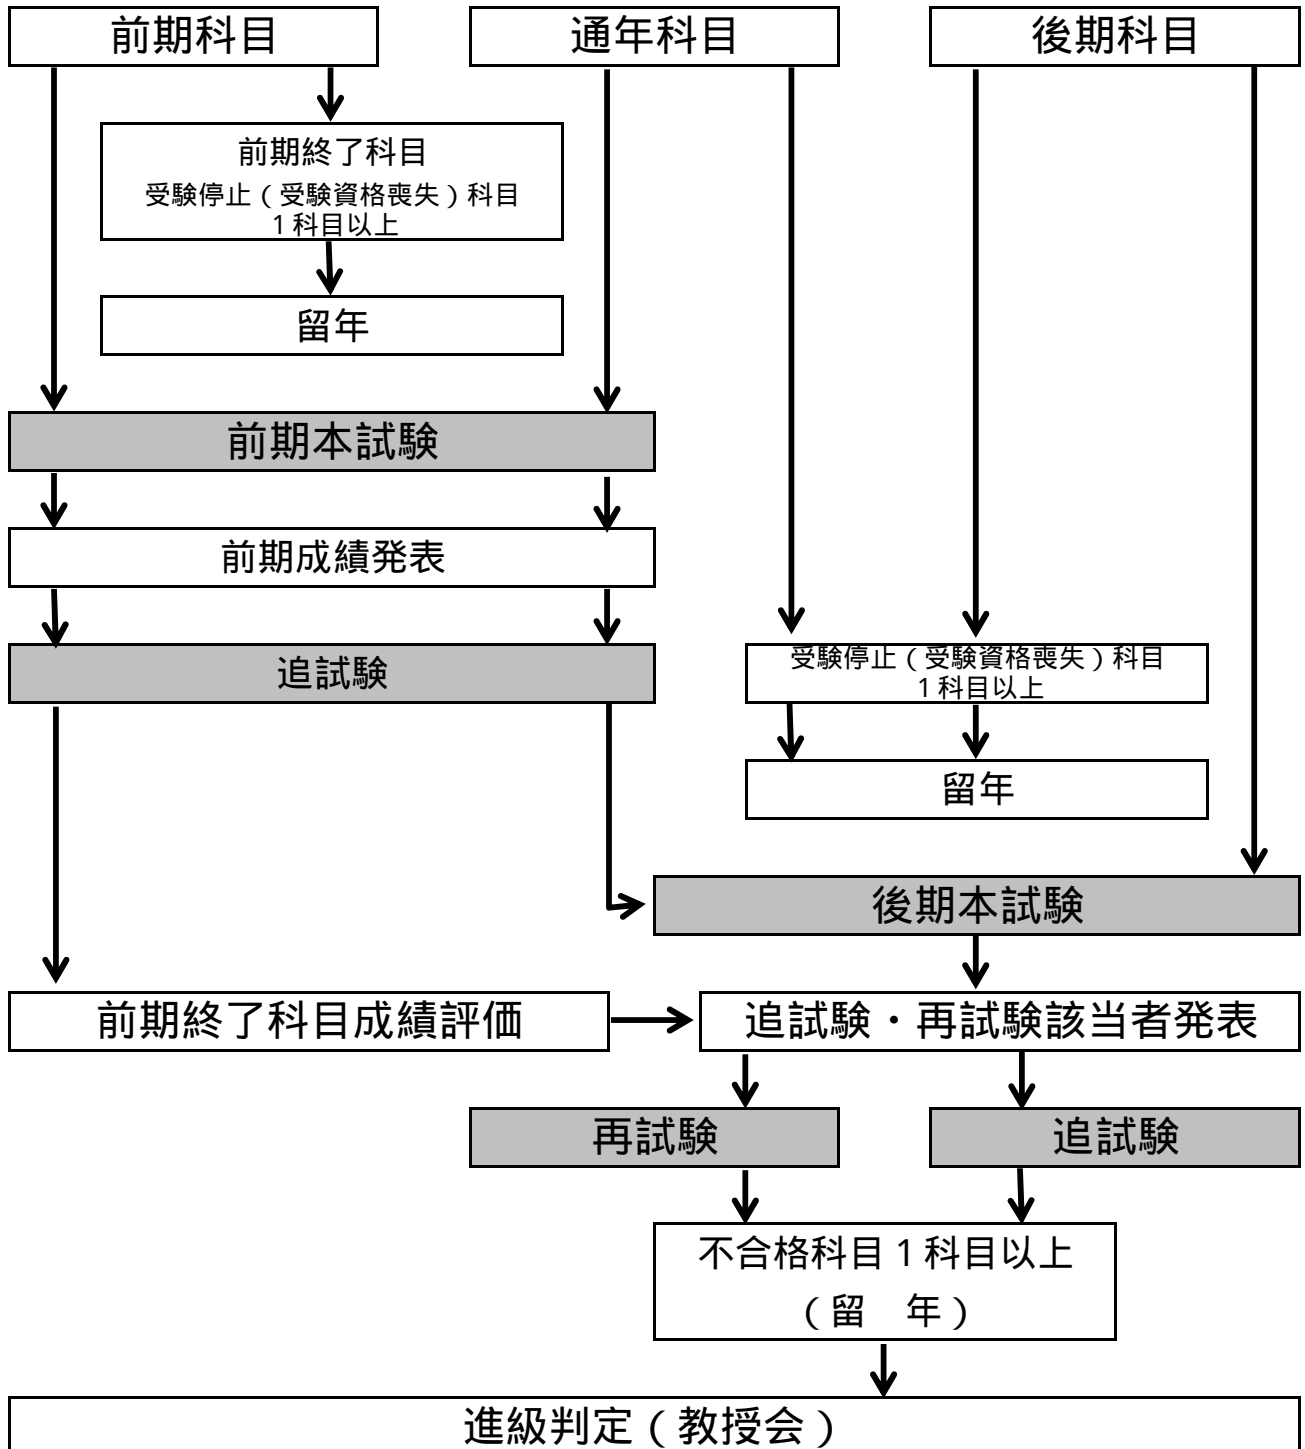 前期科目
通年科目
後期科目
前期終了科目
受験停止（受験資格喪失）科目
１科目以上
留年
前期本試験
前期成績発表
追試験
受験停止（受験資格喪失）科目
１科目以上
留年
後期本試験
前期終了科目成績評価
追試験・再試験該当者発表
再試験
追試験
不合格科目１科目以上
（留　年）
進級判定（教授会）